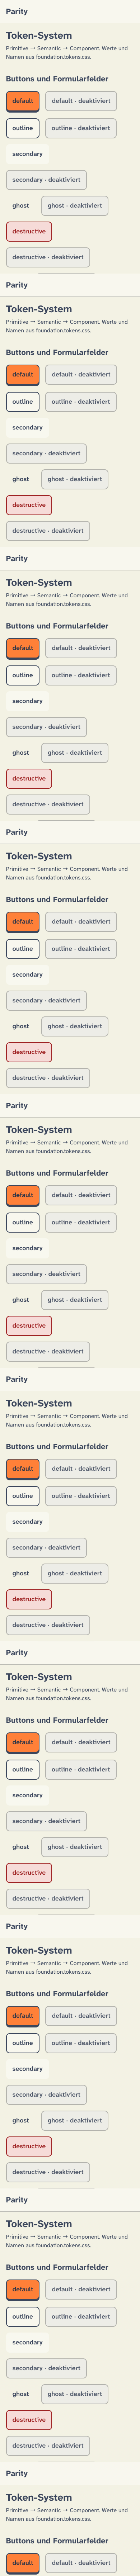 Parity
Token-System
Primitive → Semantic → Component. Werte und
Namen aus foundation.tokens.css.
Buttons und Formularfelder
default default · deaktiviert
outline outline · deaktiviert
secondary
secondary · deaktiviert
ghost ghost · deaktiviert
destructive
destructive · deaktiviert
Parity
Token-System
Primitive → Semantic → Component. Werte und
Namen aus foundation.tokens.css.
Buttons und Formularfelder
default default · deaktiviert
outline outline · deaktiviert
secondary
secondary · deaktiviert
ghost ghost · deaktiviert
destructive
destructive · deaktiviert
Parity
Token-System
Primitive → Semantic → Component. Werte und
Namen aus foundation.tokens.css.
Buttons und Formularfelder
default default · deaktiviert
outline outline · deaktiviert
secondary
secondary · deaktiviert
ghost ghost · deaktiviert
destructive
destructive · deaktiviert
Parity
Token-System
Primitive → Semantic → Component. Werte und
Namen aus foundation.tokens.css.
Buttons und Formularfelder
default default · deaktiviert
outline outline · deaktiviert
secondary
secondary · deaktiviert
ghost ghost · deaktiviert
destructive
destructive · deaktiviert
Parity
Token-System
Primitive → Semantic → Component. Werte und
Namen aus foundation.tokens.css.
Buttons und Formularfelder
default default · deaktiviert
outline outline · deaktiviert
secondary
secondary · deaktiviert
ghost ghost · deaktiviert
destructive
destructive · deaktiviert
Parity
Token-System
Primitive → Semantic → Component. Werte und
Namen aus foundation.tokens.css.
Buttons und Formularfelder
default default · deaktiviert
outline outline · deaktiviert
secondary
secondary · deaktiviert
ghost ghost · deaktiviert
destructive
destructive · deaktiviert
Parity
Token-System
Primitive → Semantic → Component. Werte und
Namen aus foundation.tokens.css.
Buttons und Formularfelder
default default · deaktiviert
outline outline · deaktiviert
secondary
secondary · deaktiviert
ghost ghost · deaktiviert
destructive
destructive · deaktiviert
Parity
Token-System
Primitive → Semantic → Component. Werte und
Namen aus foundation.tokens.css.
Buttons und Formularfelder
default default · deaktiviert
outline outline · deaktiviert
secondary
secondary · deaktiviert
ghost ghost · deaktiviert
destructive
destructive · deaktiviert
Parity
Token-System
Primitive → Semantic → Component. Werte und
Namen aus foundation.tokens.css.
Buttons und Formularfelder
default default · deaktiviert
outline outline · deaktiviert
secondary
secondary · deaktiviert
ghost ghost · deaktiviert
destructive
destructive · deaktiviert
Parity
Token-System
Primitive → Semantic → Component. Werte und
Namen aus foundation.tokens.css.
Buttons und Formularfelder
default default · deaktiviert